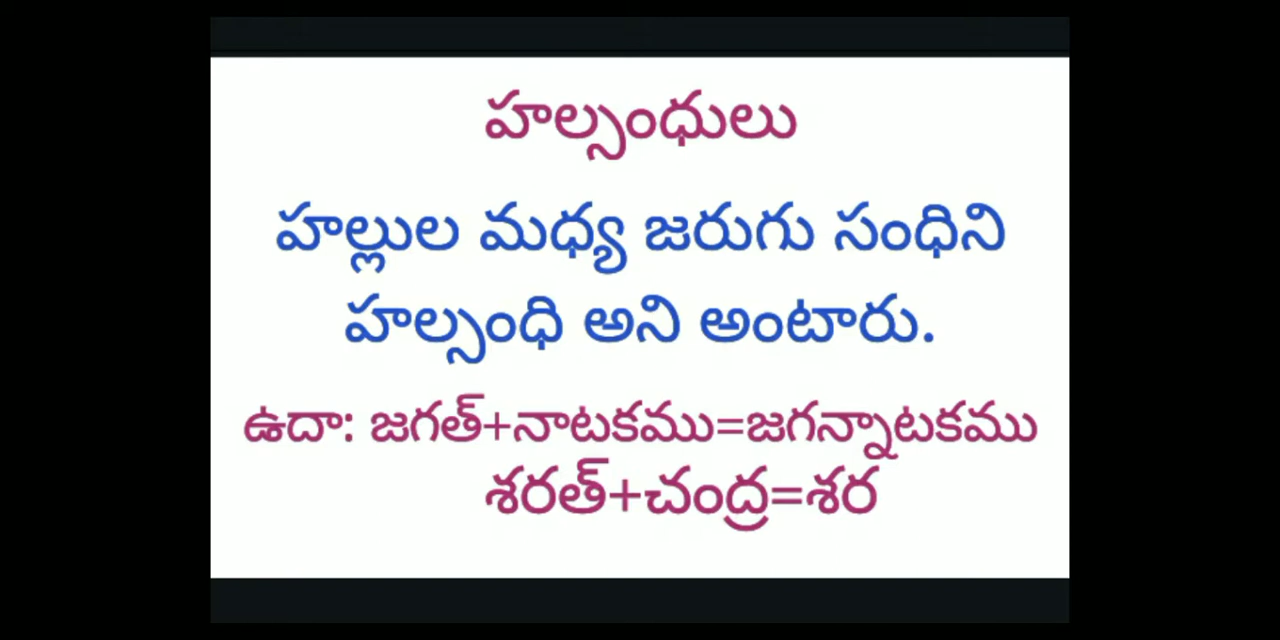 హల్సంధులు
హల్లుల మధ్య జరుగు సంధిని
హల్సంధి అని అంటారు.
ఉదా: జగత్+నాటకము=జగన్నాటకము
శరత్+చంద్ర=శర